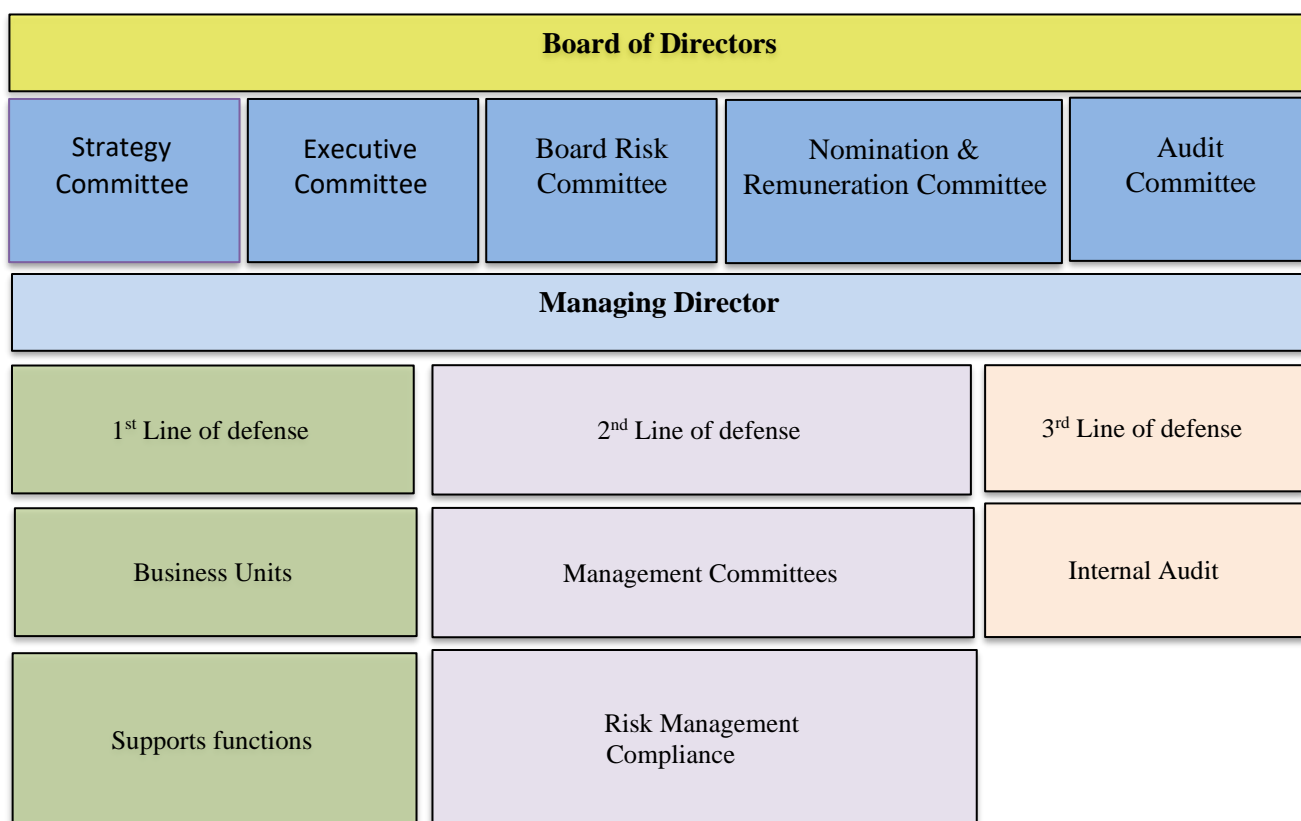 Board of Directors
Strategy
Committee
Executive
Committee
Board Risk
Committee
Nomination &
Remuneration Committee
Audit
Committee
Managing Director
1st Line of defense
2nd Line of defense
3rd Line of defense
Business Units
Management Committees
Internal Audit
Supports functions
Risk Management
Compliance